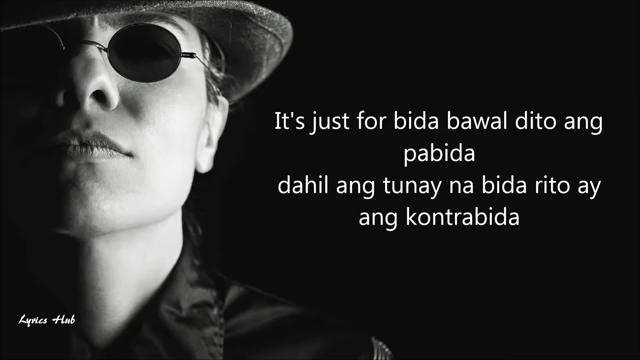 It's just for bida bawal dito ang
pabida
dahil ang tunay na bida rito ay
ang kontrabida
Lyrics Hub